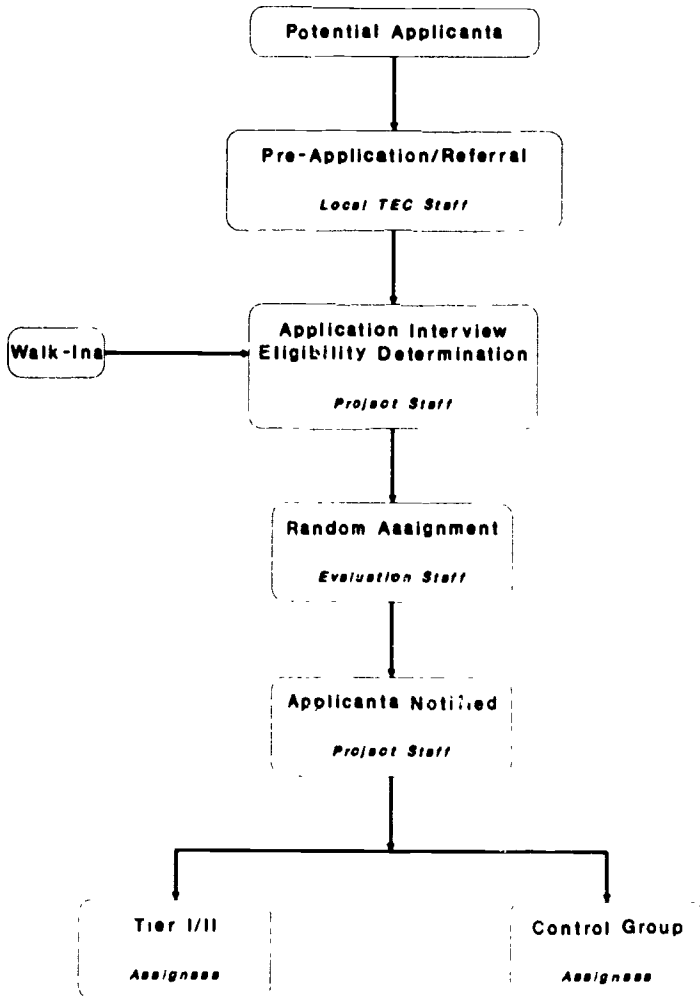 Potential Applicants
Pre-Application/Referral
Local TEC Staff
Application Interview
Eligibility Determination
Walk-Ins
Project Staff
Random Assignment
Evaluation Staff
Applicants Notified
Project Staff
Tier I/II
Assignees
Control Group
Assignees